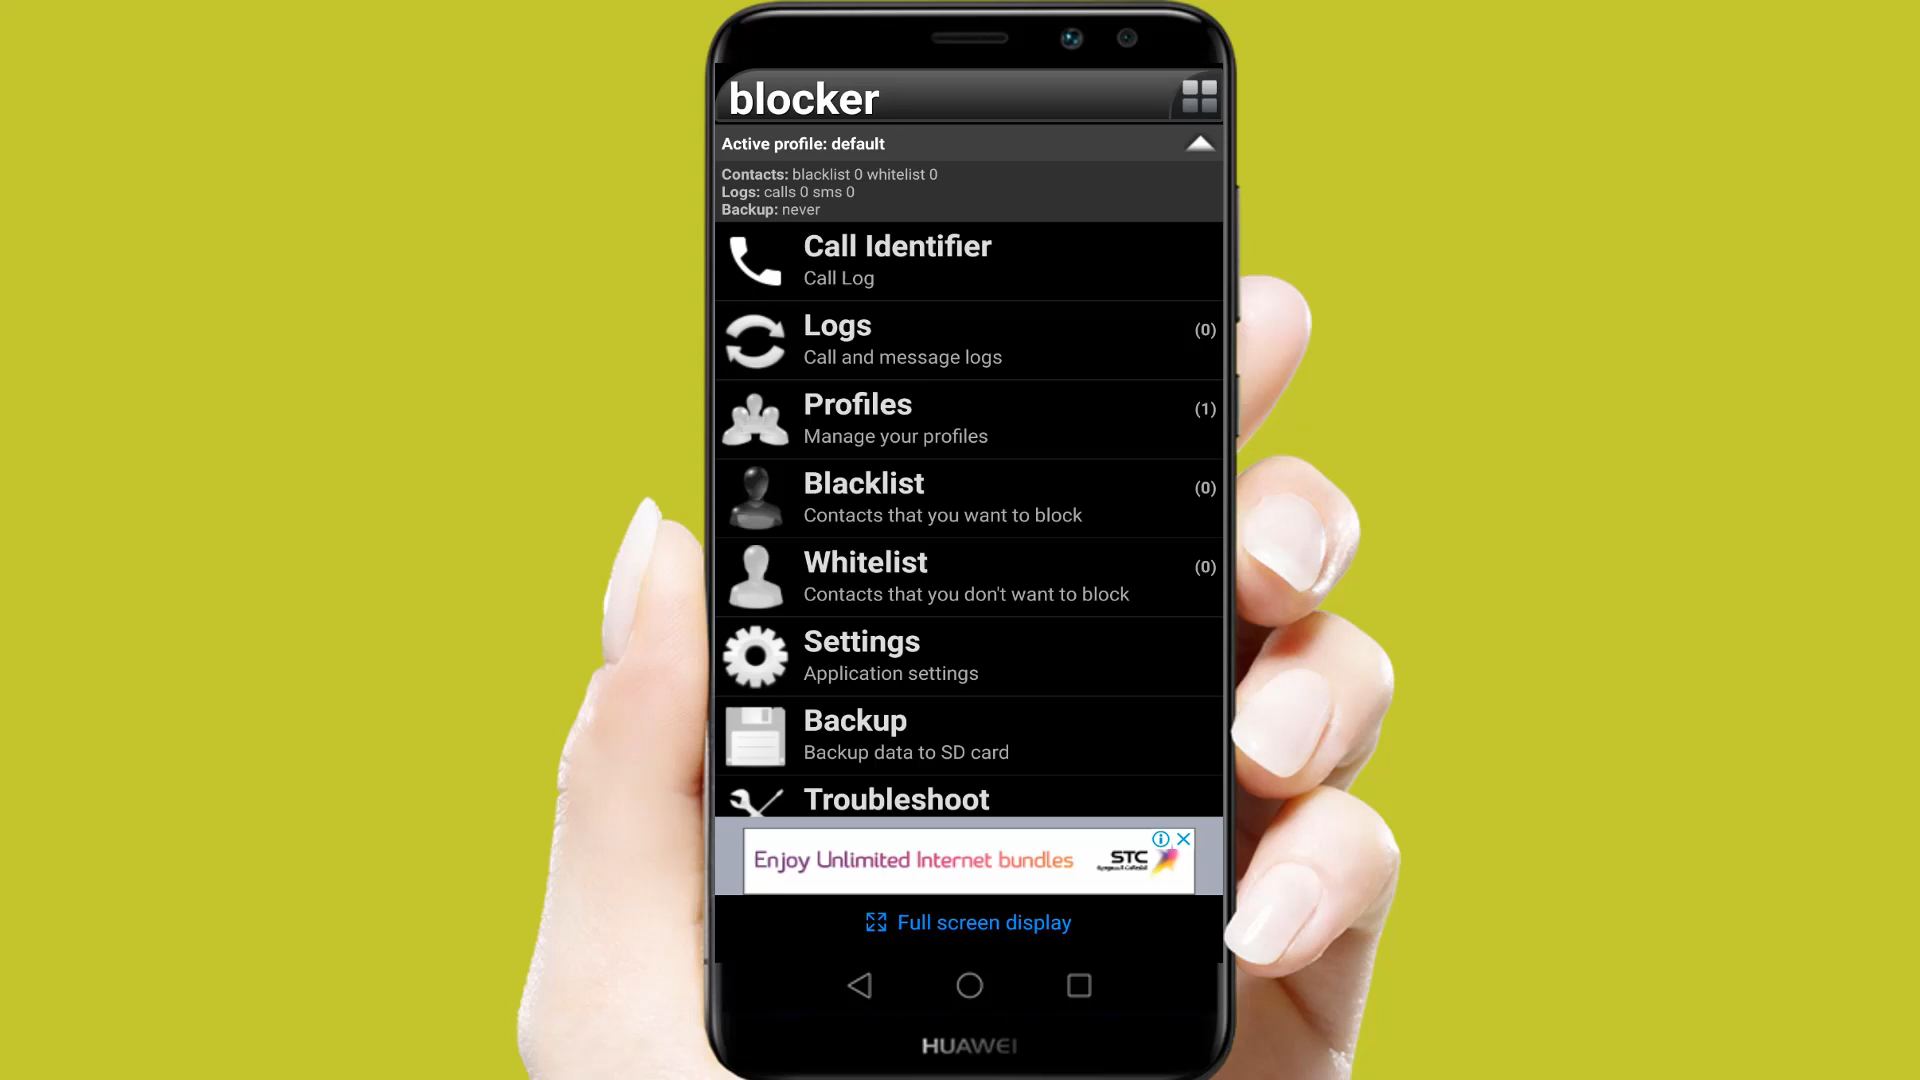 blocker
Active profile: default
Contacts: blacklist 0 whitelist 0
Logs: calls 0 sms 0
Backup: never
Call Identifier
Call Log
Logs
(0)
Call and message logs
Profiles
(1)
Manage your profiles
Blacklist
(0)
Contacts that you want to block
Whitelist
(0)
Contacts that you don't want to block
Settings
Application settings
Backup
Backup data to SD card
Troubleshoot
Enjoy Unlimited Internet bundles
STC
Full screen display
HUAWEI